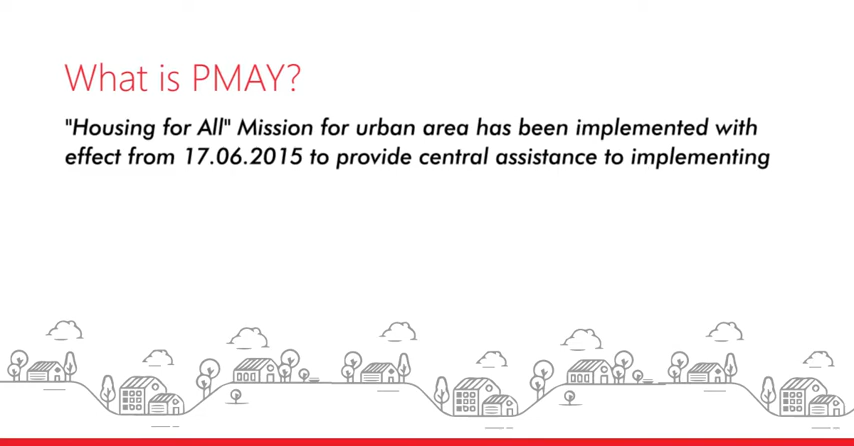 What is PMAY?
"Housing for All" Mission for urban area has been implemented with
effect from 17.06.2015 to provide central assistance to implementing